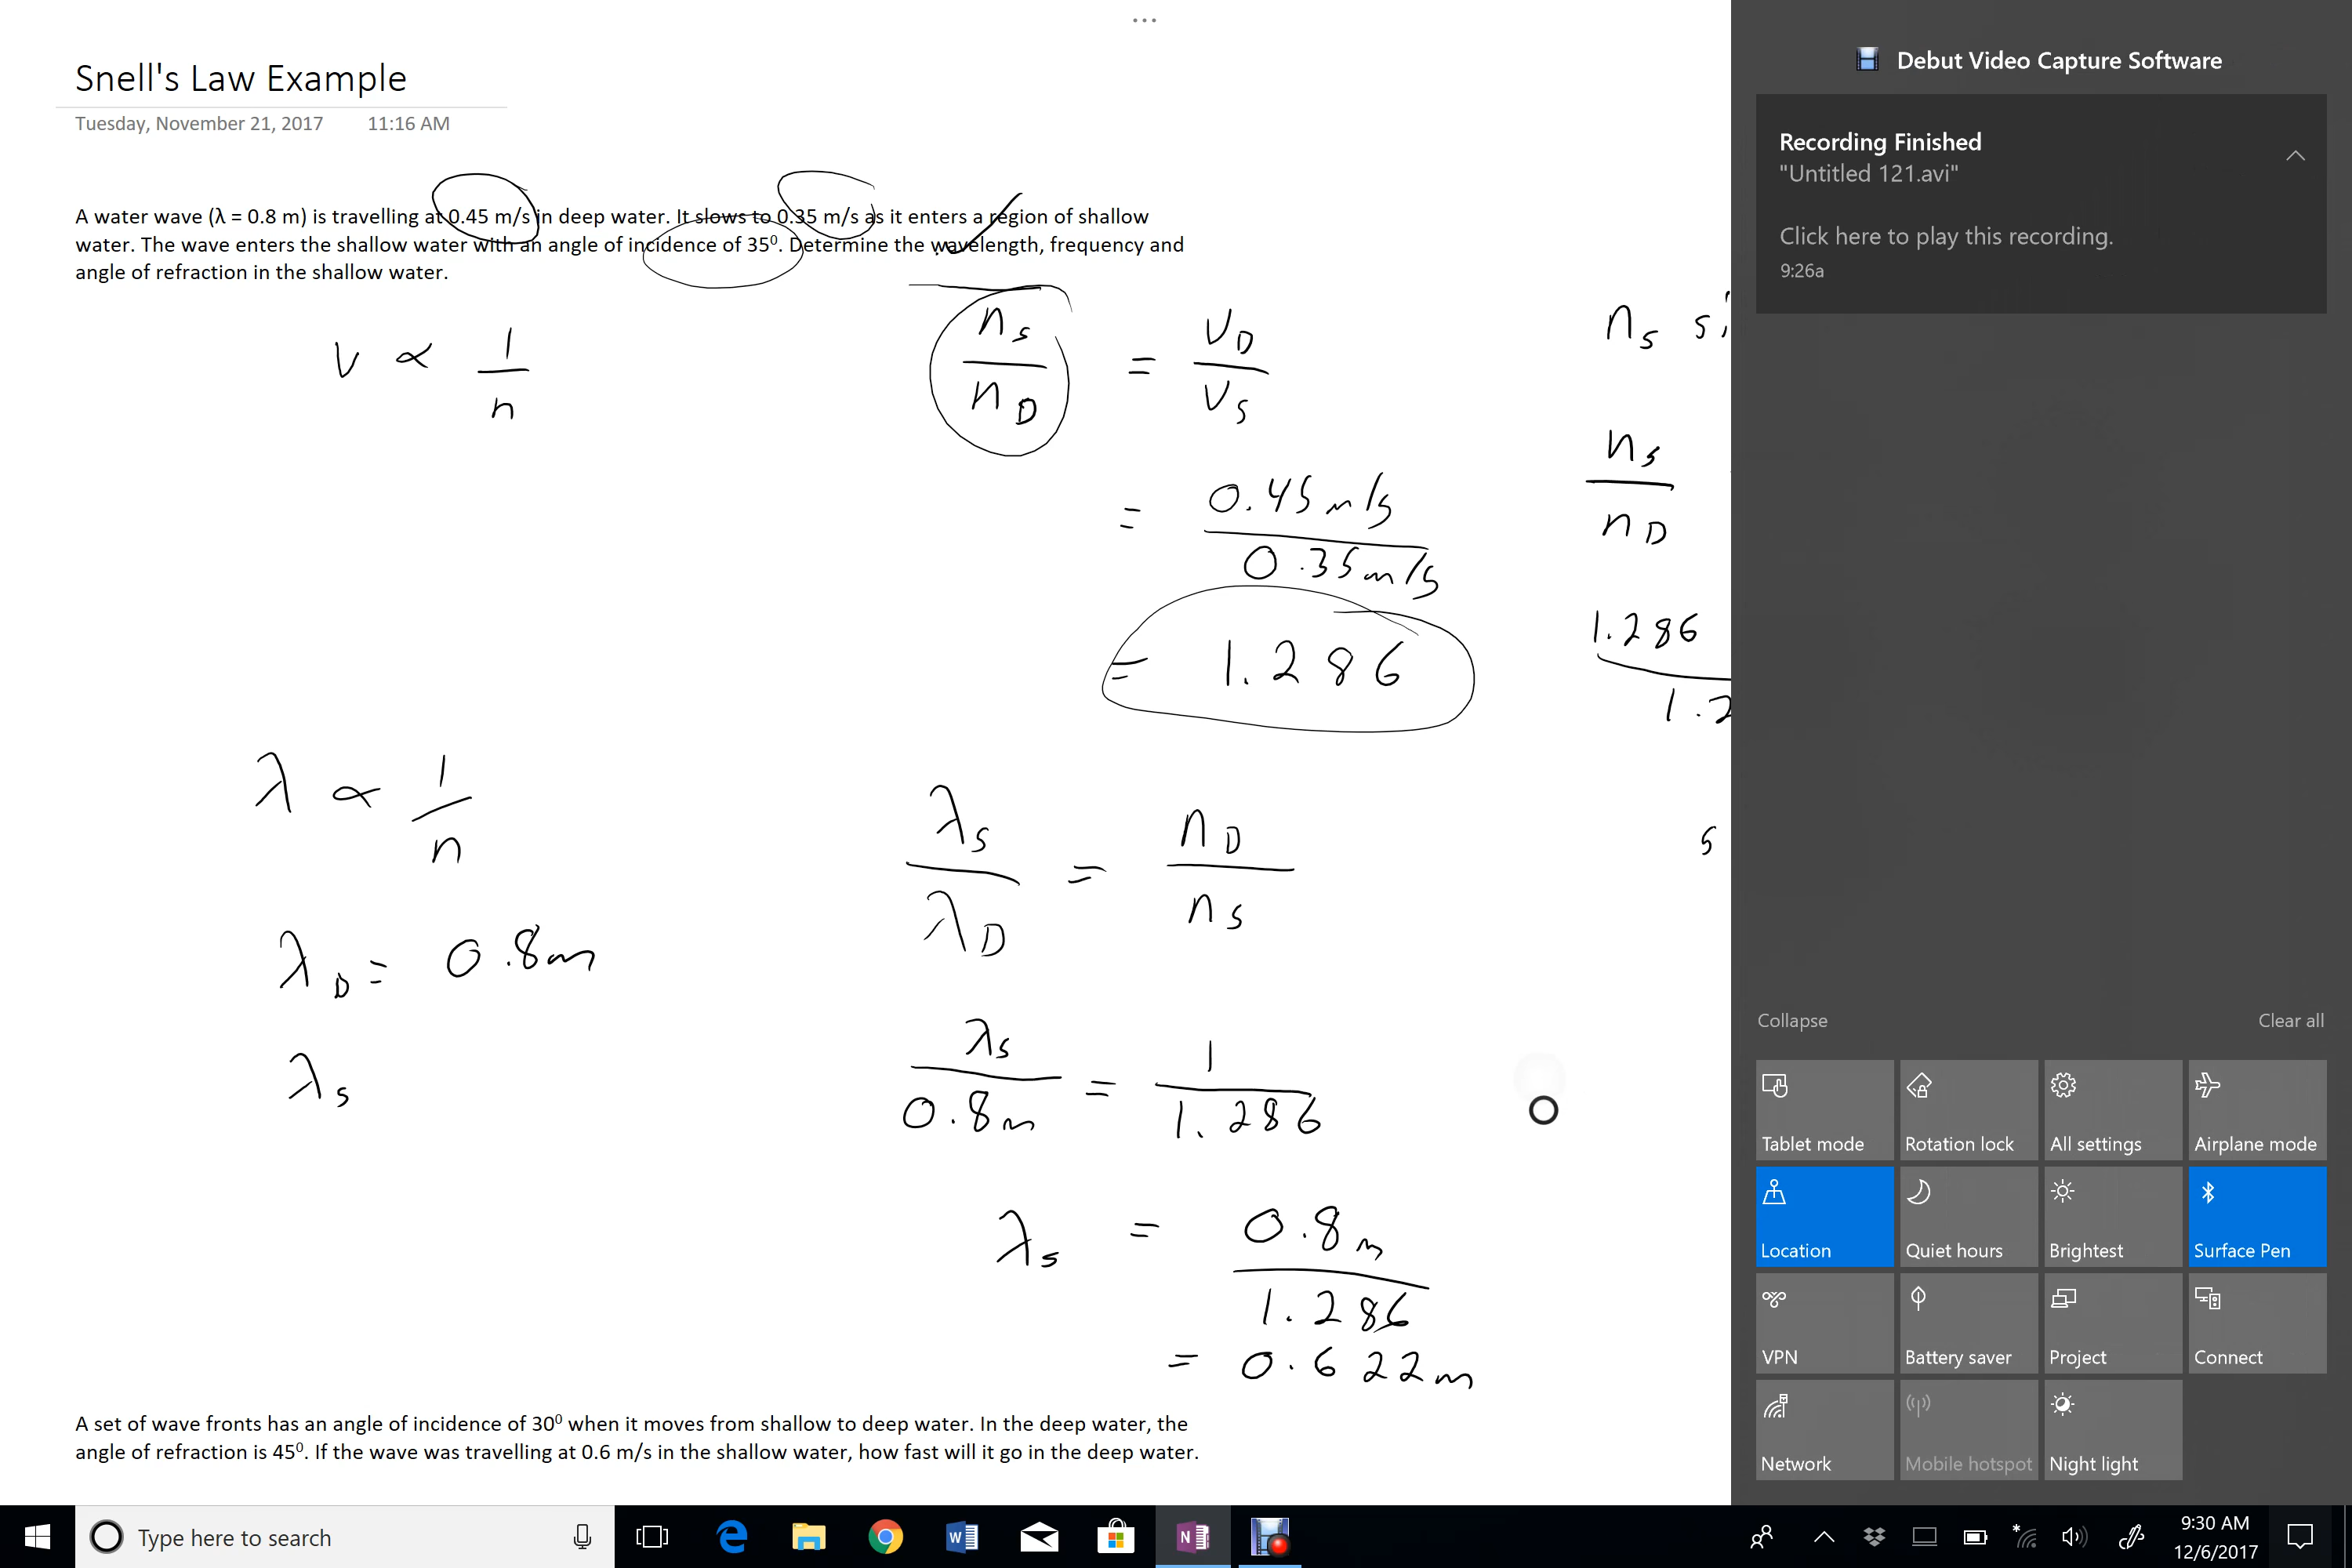 Snell's Law Example
Tuesday, November 21, 2017 11:16 AM
A water wave (λ = 0.8 m) is travelling at 0.45 m/s in deep water. It slows to 0.35 m/s as it enters a region of shallow
water. The wave enters the shallow water with an angle of incidence of 35⁰. Determine the wavelength, frequency and
angle of refraction in the shallow water.
v ∝ 1/n
n_s/n_D = v_D/v_s
= 0.45 m/s / 0.35 m/s
= 1.286
n_s si
n_s/n_D
1.286
1.2
s
λ ∝ 1/n
λ_D = 0.8 m
λ_s
λ_s/λ_D = n_D/n_s
λ_s/0.8 m = 1/1.286
λ_s = 0.8 m/1.286
= 0.622 m
A set of wave fronts has an angle of incidence of 30⁰ when it moves from shallow to deep water. In the deep water, the
angle of refraction is 45⁰. If the wave was travelling at 0.6 m/s in the shallow water, how fast will it go in the deep water.
Debut Video Capture Software
Recording Finished
"Untitled 121.avi"
Click here to play this recording.
9:26a
Collapse Clear all
Tablet mode Rotation lock All settings Airplane mode
Location Quiet hours Brightest Surface Pen
VPN Battery saver Project Connect
Network Mobile hotspot Night light
Type here to search
9:30 AM
12/6/2017